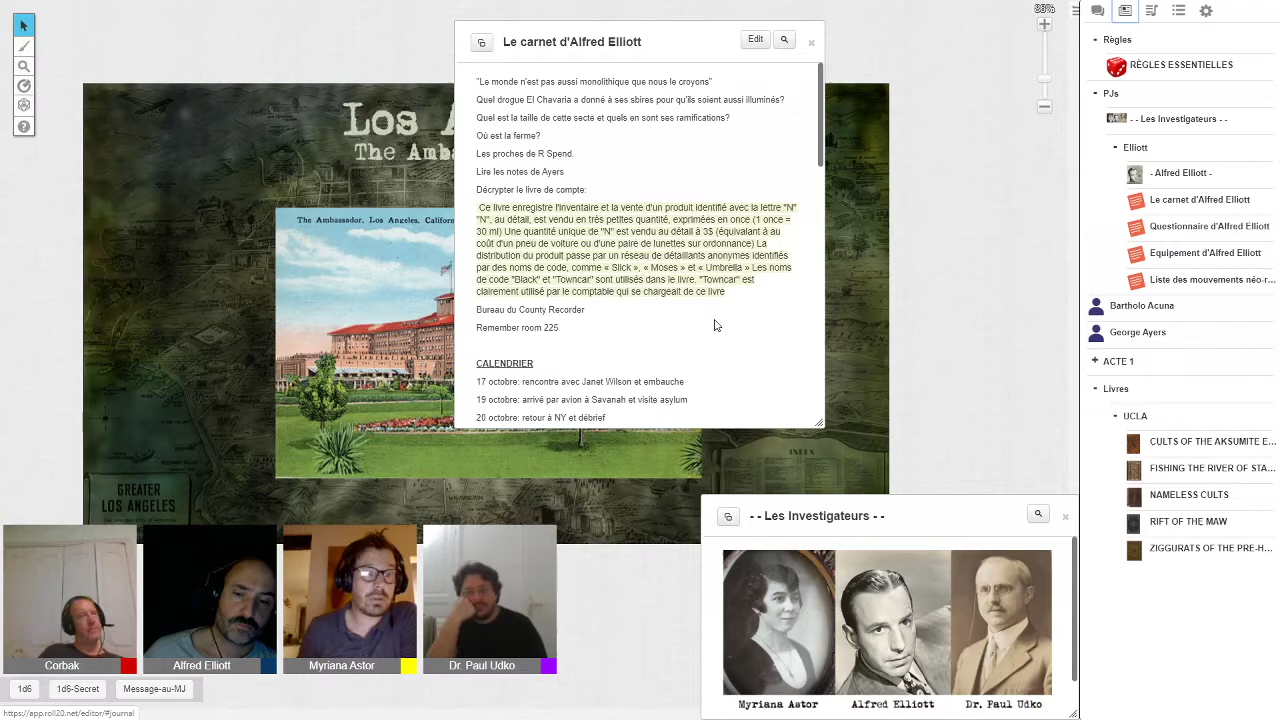 88%
Los A
The Amba
The Ambassador, Los Angeles, Califor
GREATER
LOS ANGELES
INDEX
Le carnet d'Alfred Elliott
Edit
"Le monde n'est pas aussi monolithique que nous le croyons"
Quel drogue El Chavaria a donné à ses sbires pour qu'ils soient aussi illuminés?
Quel est la taille de cette secte et quels en sont ses ramifications?
Où est la ferme?
Les proches de R Spend.
Lire les notes de Ayers
Décrypter le livre de compte:
Ce livre enregistre l'inventaire et la vente d'un produit identifié avec la lettre "N"
"N", au détail, est vendu en très petites quantité, exprimées en once (1 once =
30 ml) Une quantité unique de "N" est vendu au détail à 3$ (équivalant à au
coût d'un pneu de voiture ou d'une paire de lunettes sur ordonnance) La
distribution du produit passe par un réseau de détaillants anonymes identifiés
par des noms de code, comme « Slick », « Moses » et « Umbrella » Les noms
de code "Black" et "Towncar" sont utilisés dans le livre. "Towncar" est
clairement utilisé par le comptable qui se chargeait de ce livre
Bureau du County Recorder
Remember room 225
CALENDRIER
17 octobre: rencontre avec Janet Wilson et embauche
19 octobre: arrivé par avion à Savanah et visite asylum
20 octobre: retour à NY et débrief
- - Les Investigateurs - -
Myriana Astor
Alfred Elliott
Dr. Paul Udko
Corbak
Alfred Elliott
Myriana Astor
Dr. Paul Udko
1d6
1d6-Secret
Message-au-MJ
https://app.roll20.net/editor/#journal
Règles
RÈGLES ESSENTIELLES
PJs
- - Les Investigateurs - -
Elliott
- Alfred Elliott -
Le carnet d'Alfred Elliott
Questionnaire d'Alfred Elliott
Equipement d'Alfred Elliott
Liste des mouvements néo-r...
Bartholo Acuna
George Ayers
ACTE 1
Livres
UCLA
CULTS OF THE AKSUMITE E...
FISHING THE RIVER OF STA...
NAMELESS CULTS
RIFT OF THE MAW
ZIGGURATS OF THE PRE-H...